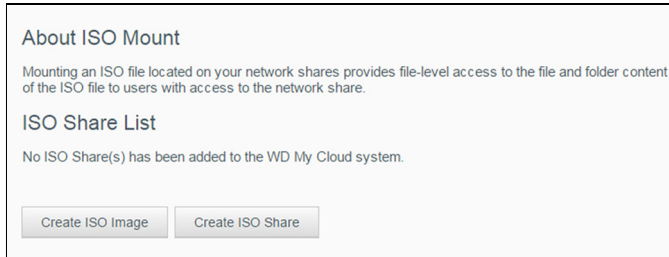 About ISO Mount
Mounting an ISO file located on your network shares provides file-level access to the file and folder content
of the ISO file to users with access to the network share.
ISO Share List
No ISO Share(s) has been added to the WD My Cloud system.
Create ISO Image Create ISO Share